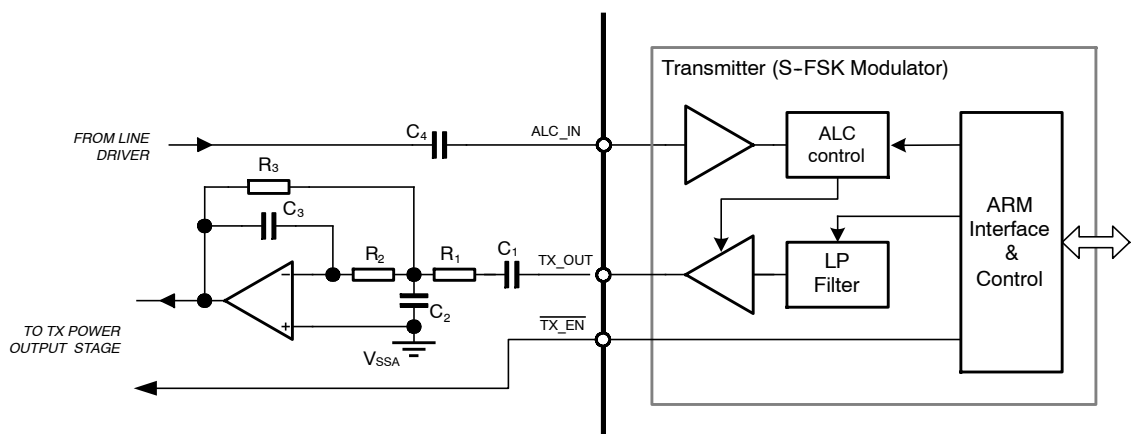 Transmitter (S-FSK Modulator)
FROM LINE
DRIVER
C4
ALC_IN
ALC
control
R3
C3
ARM
Interface
&
Control
R2
R1
C1
TX_OUT
LP
Filter
−
+
C2
TO TX POWER
OUTPUT STAGE
VSSA
TX_EN